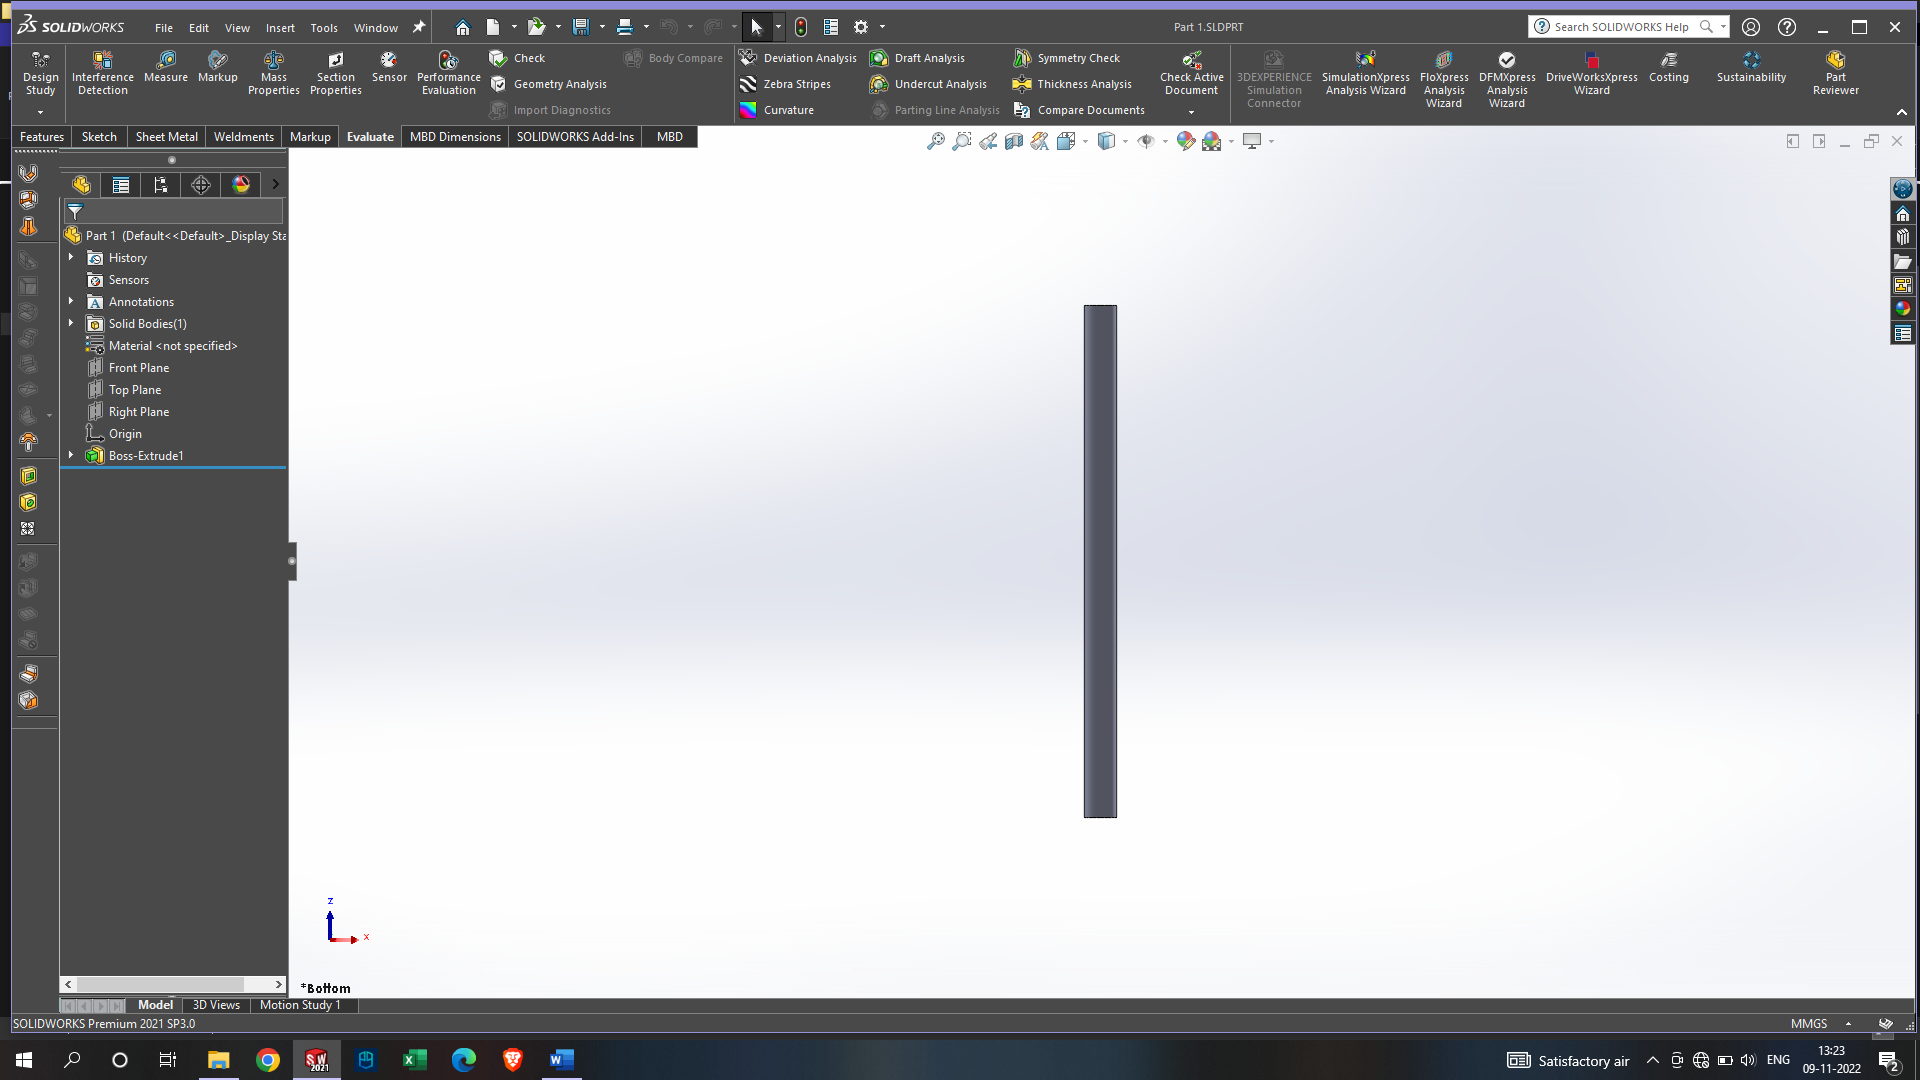 SOLIDWORKS File Edit View Insert Tools Window Part 1.SLDPRT Search SOLIDWORKS Help
Design Study
Interference Detection
Measure
Markup
Mass Properties
Section Properties
Sensor
Performance Evaluation
Check
Geometry Analysis
Import Diagnostics
Body Compare
Deviation Analysis
Zebra Stripes
Curvature
Draft Analysis
Undercut Analysis
Parting Line Analysis
Symmetry Check
Thickness Analysis
Compare Documents
Check Active Document
3DEXPERIENCE Simulation Connector
SimulationXpress Analysis Wizard
FloXpress Analysis Wizard
DFMXpress Analysis Wizard
DriveWorksXpress Wizard
Costing
Sustainability
Part Reviewer
Features Sketch Sheet Metal Weldments Markup Evaluate MBD Dimensions SOLIDWORKS Add-Ins MBD
Part 1 (Default<<Default>_Display Sta
History
Sensors
Annotations
Solid Bodies(1)
Material <not specified>
Front Plane
Top Plane
Right Plane
Origin
Boss-Extrude1
z
x
*Bottom
Model 3D Views Motion Study 1
SOLIDWORKS Premium 2021 SP3.0 MMGS
Satisfactory air ENG 13:23
09-11-2022 2